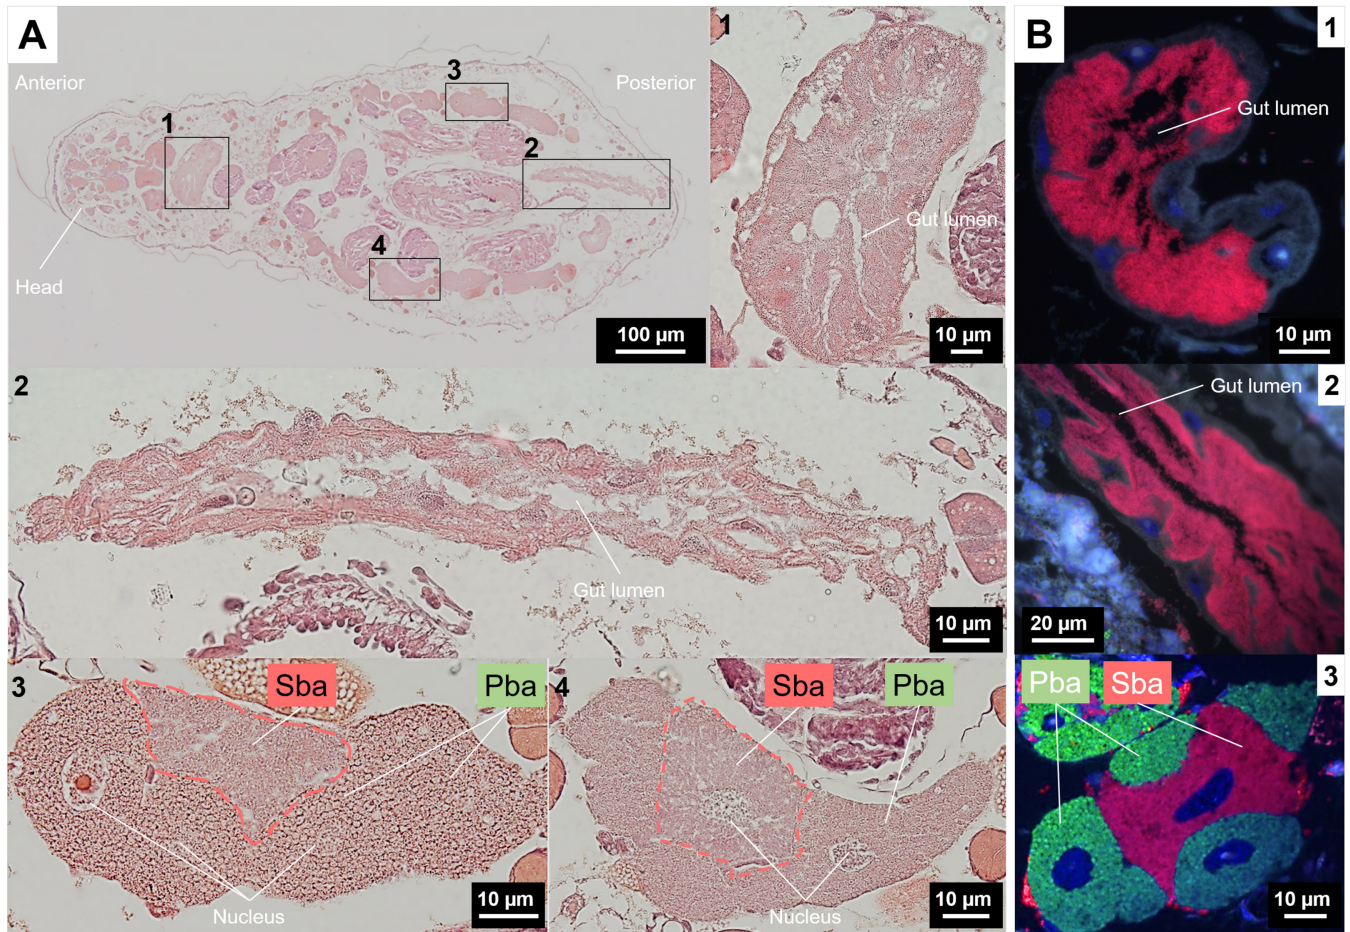 A
Anterior
Posterior
Head
1
2
3
4
100 µm
1
Gut lumen
10 µm
2
Gut lumen
10 µm
3
Sba
Pba
Nucleus
10 µm
4
Sba
Pba
Nucleus
10 µm
B
1
Gut lumen
10 µm
2
Gut lumen
20 µm
3
Pba
Sba
10 µm